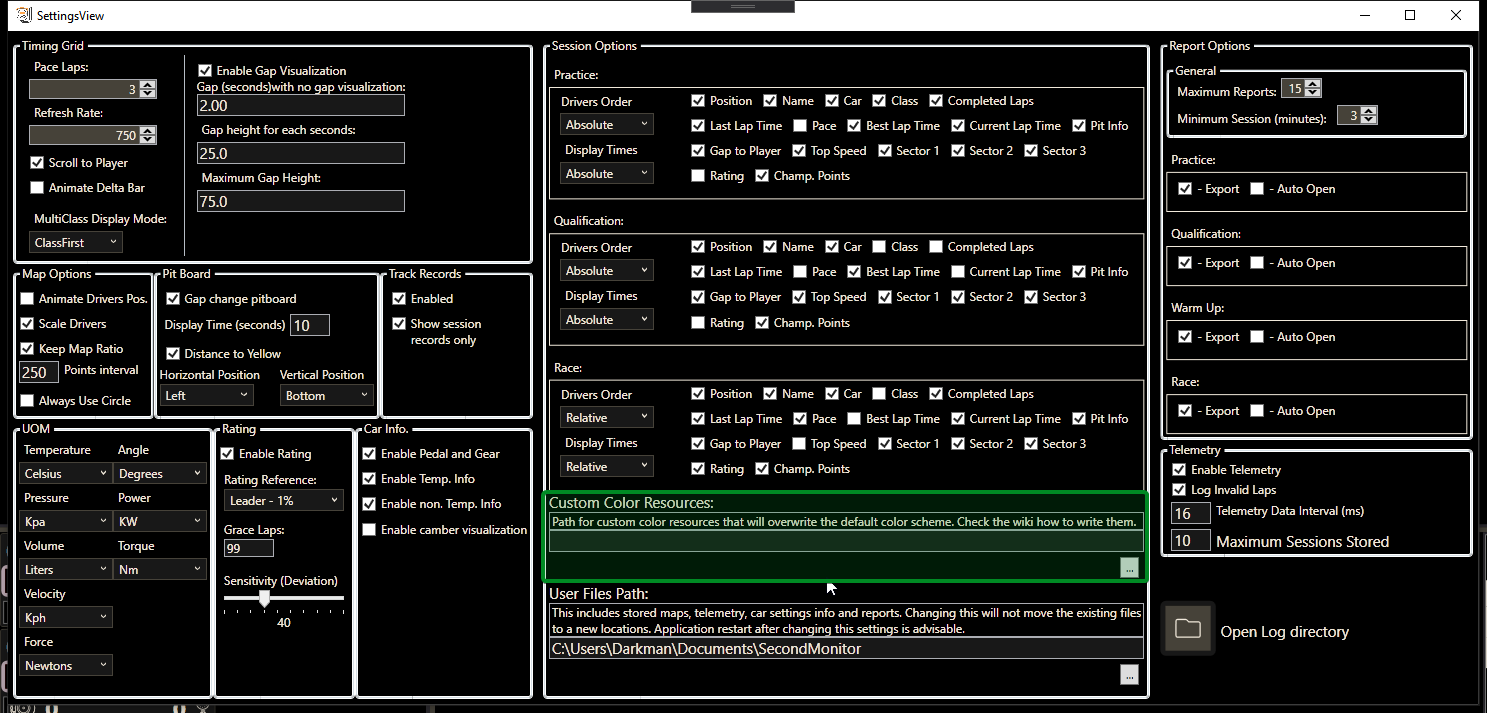 SettingsView
Timing Grid
Pace Laps:
3
Refresh Rate:
750
Scroll to Player
Animate Delta Bar
MultiClass Display Mode:
ClassFirst
Enable Gap Visualization
Gap (seconds)with no gap visualization:
2.00
Gap height for each seconds:
25.0
Maximum Gap Height:
75.0
Map Options
Animate Drivers Pos.
Scale Drivers
Keep Map Ratio
250 Points interval
Always Use Circle
Pit Board
Gap change pitboard
Display Time (seconds) 10
Distance to Yellow
Horizontal Position Vertical Position
Left Bottom
Track Records
Enabled
Show session
records only
UOM
Temperature Angle
Celsius Degrees
Pressure Power
Kpa KW
Volume Torque
Liters Nm
Velocity
Kph
Force
Newtons
Rating
Enable Rating
Rating Reference:
Leader - 1%
Grace Laps:
99
Sensitivity (Deviation)
40
Car Info.
Enable Pedal and Gear
Enable Temp. Info
Enable non. Temp. Info
Enable camber visualization
Session Options
Practice:
Drivers Order
Absolute
Display Times
Absolute
Position Name Car Class Completed Laps
Last Lap Time Pace Best Lap Time Current Lap Time Pit Info
Gap to Player Top Speed Sector 1 Sector 2 Sector 3
Rating Champ. Points
Qualification:
Drivers Order
Absolute
Display Times
Absolute
Position Name Car Class Completed Laps
Last Lap Time Pace Best Lap Time Current Lap Time Pit Info
Gap to Player Top Speed Sector 1 Sector 2 Sector 3
Rating Champ. Points
Race:
Drivers Order
Relative
Display Times
Relative
Position Name Car Class Completed Laps
Last Lap Time Pace Best Lap Time Current Lap Time Pit Info
Gap to Player Top Speed Sector 1 Sector 2 Sector 3
Rating Champ. Points
Custom Color Resources:
Path for custom color resources that will overwrite the default color scheme. Check the wiki how to write them.
...
User Files Path:
This includes stored maps, telemetry, car settings info and reports. Changing this will not move the existing files
to a new locations. Application restart after changing this settings is advisable.
C:\Users\Darkman\Documents\SecondMonitor
...
Report Options
General
Maximum Reports: 15
Minimum Session (minutes): 3
Practice:
- Export - Auto Open
Qualification:
- Export - Auto Open
Warm Up:
- Export - Auto Open
Race:
- Export - Auto Open
Telemetry
Enable Telemetry
Log Invalid Laps
16 Telemetry Data Interval (ms)
10 Maximum Sessions Stored
Open Log directory